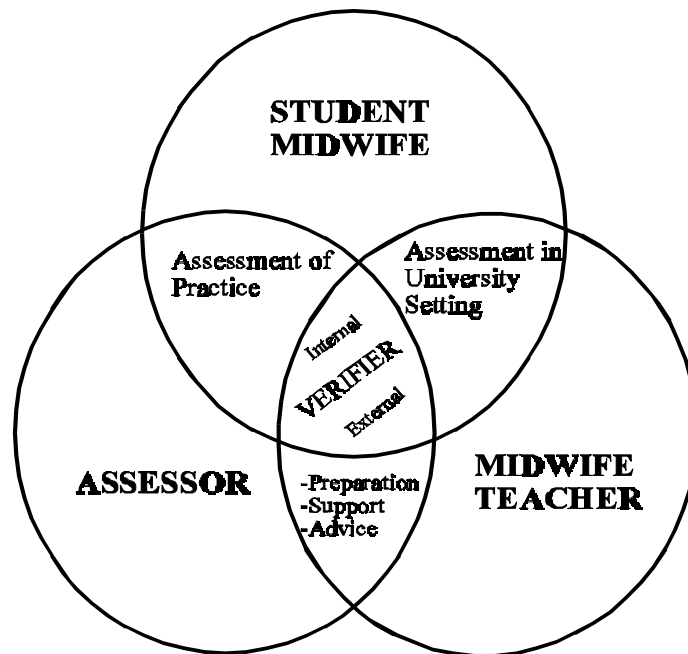 STUDENT
MIDWIFE
Assessment of
Practice
Assessment in
University
Setting
Internal
VERIFIER
External
ASSESSOR
-Preparation
-Support
-Advice
MIDWIFE
TEACHER